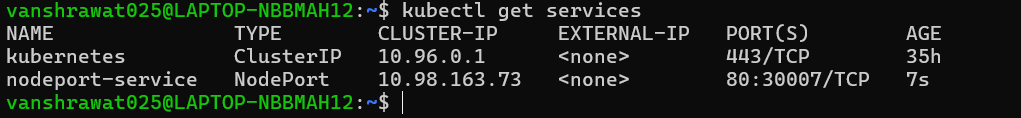 vanshrawat025@LAPTOP-NBBMAH12:~$ kubectl get services
NAME               TYPE        CLUSTER-IP      EXTERNAL-IP   PORT(S)        AGE
kubernetes         ClusterIP   10.96.0.1       <none>        443/TCP        35h
nodeport-service   NodePort    10.98.163.73    <none>        80:30007/TCP   7s
vanshrawat025@LAPTOP-NBBMAH12:~$